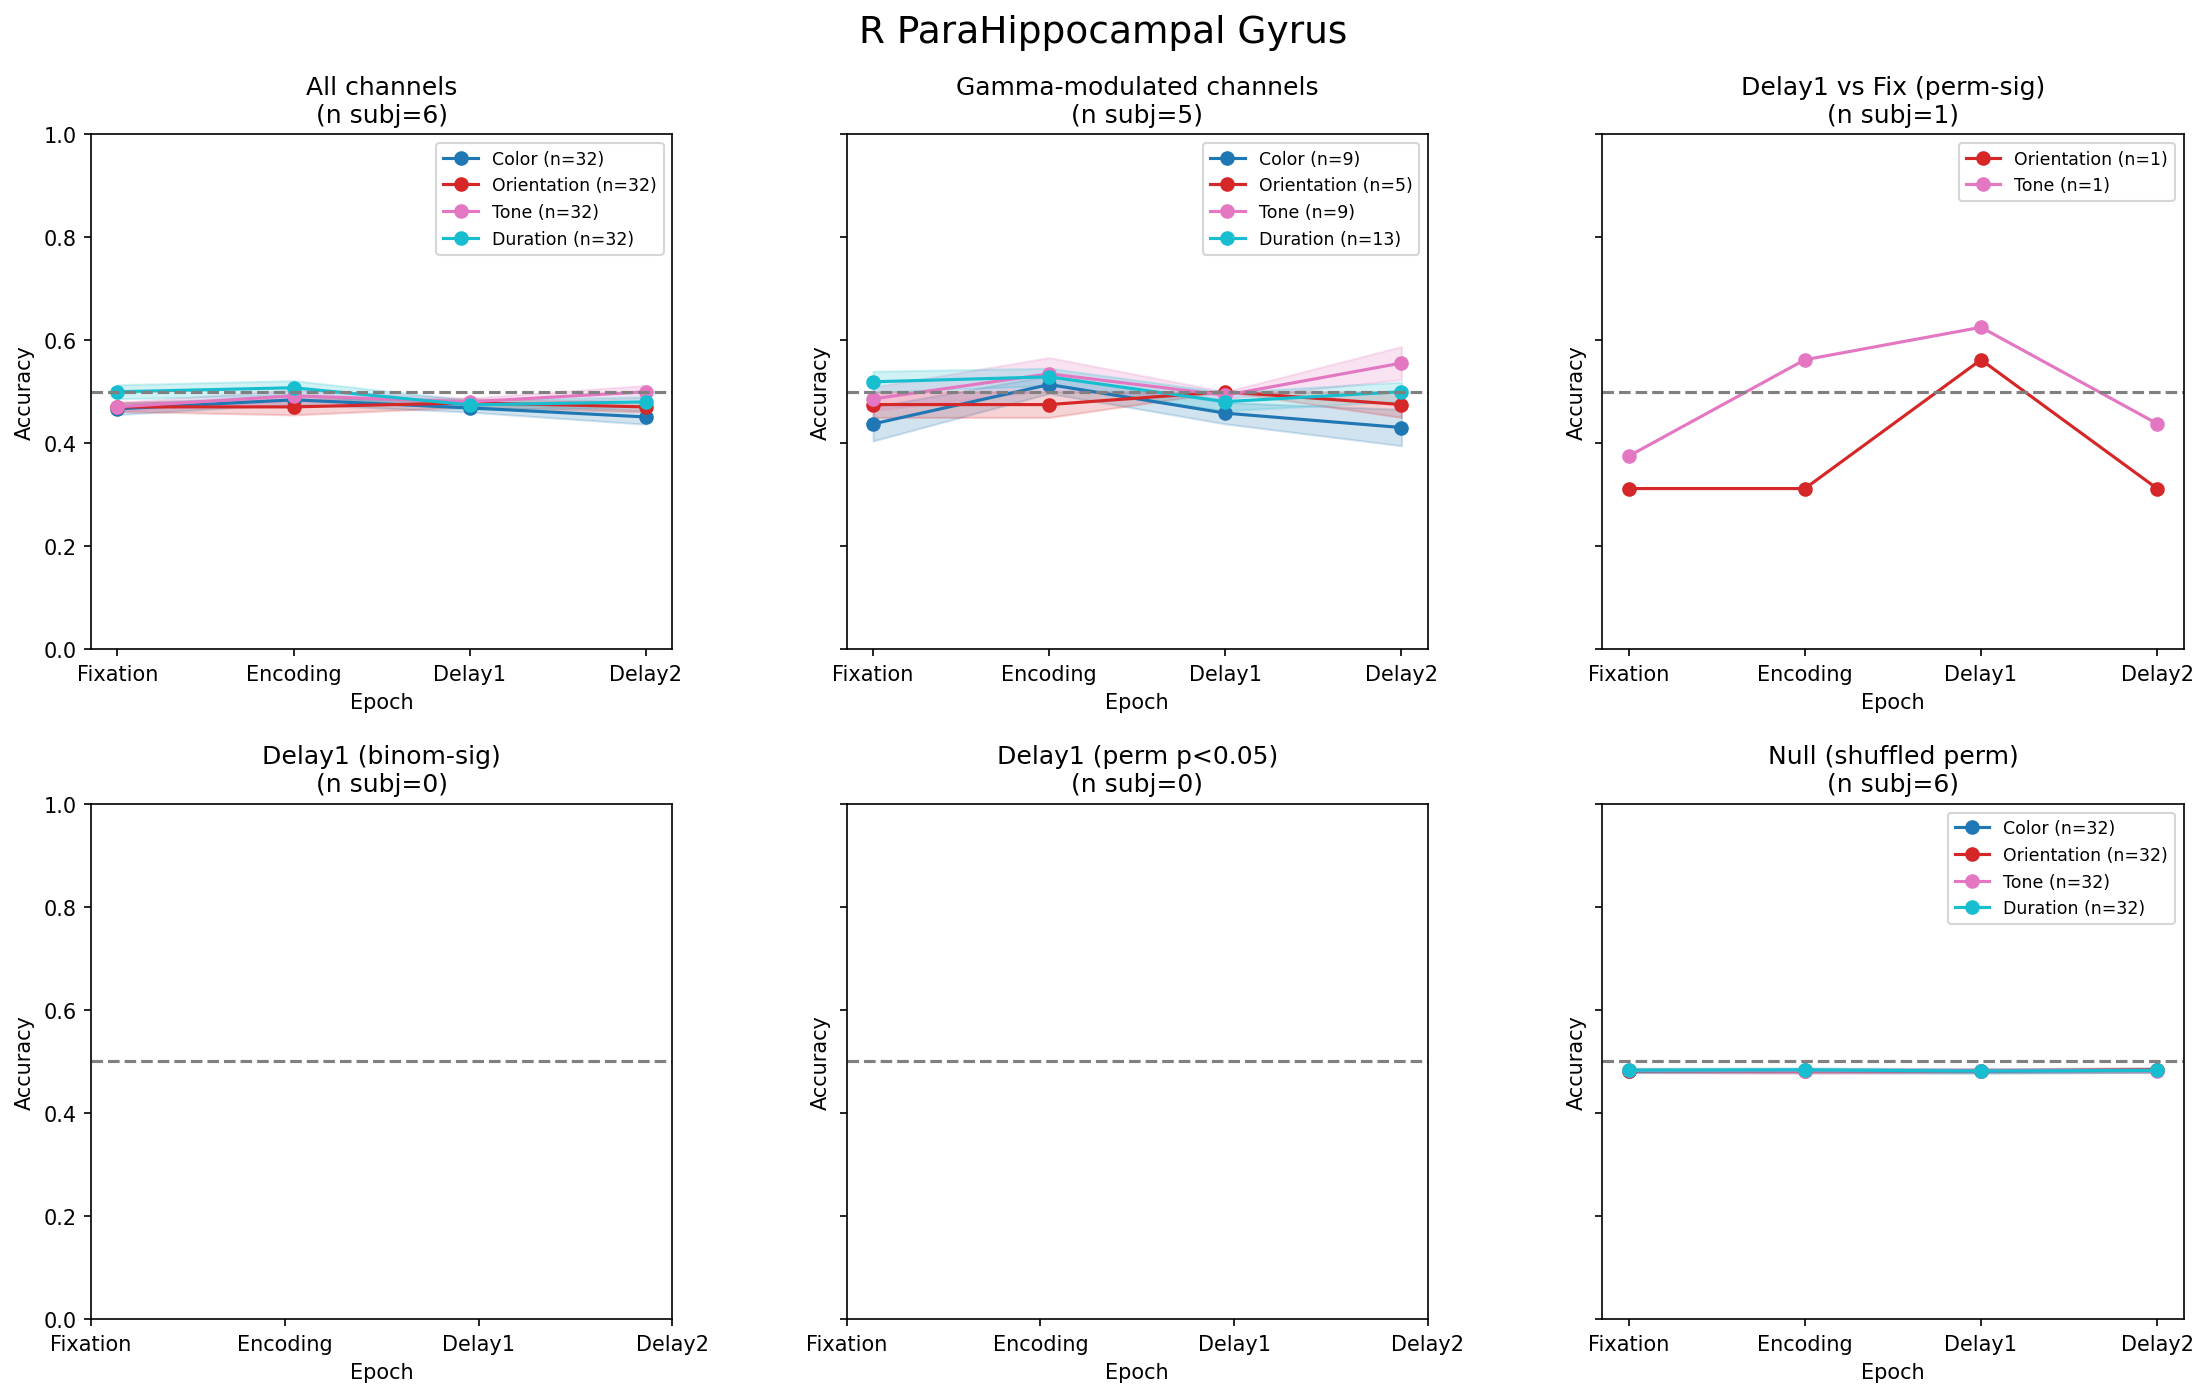 R ParaHippocampal Gyrus
All channels
(n subj=6)
Color (n=32)
Orientation (n=32)
Tone (n=32)
Duration (n=32)
Accuracy
1.0
0.8
0.6
0.4
0.2
0.0
Fixation Encoding Delay1 Delay2
Epoch
Gamma-modulated channels
(n subj=5)
Color (n=9)
Orientation (n=5)
Tone (n=9)
Duration (n=13)
Accuracy
Fixation Encoding Delay1 Delay2
Epoch
Delay1 vs Fix (perm-sig)
(n subj=1)
Orientation (n=1)
Tone (n=1)
Accuracy
Fixation Encoding Delay1 Delay2
Epoch
Delay1 (binom-sig)
(n subj=0)
Accuracy
1.0
0.8
0.6
0.4
0.2
0.0
Fixation Encoding Delay1 Delay2
Epoch
Delay1 (perm p<0.05)
(n subj=0)
Accuracy
Fixation Encoding Delay1 Delay2
Epoch
Null (shuffled perm)
(n subj=6)
Color (n=32)
Orientation (n=32)
Tone (n=32)
Duration (n=32)
Accuracy
Fixation Encoding Delay1 Delay2
Epoch